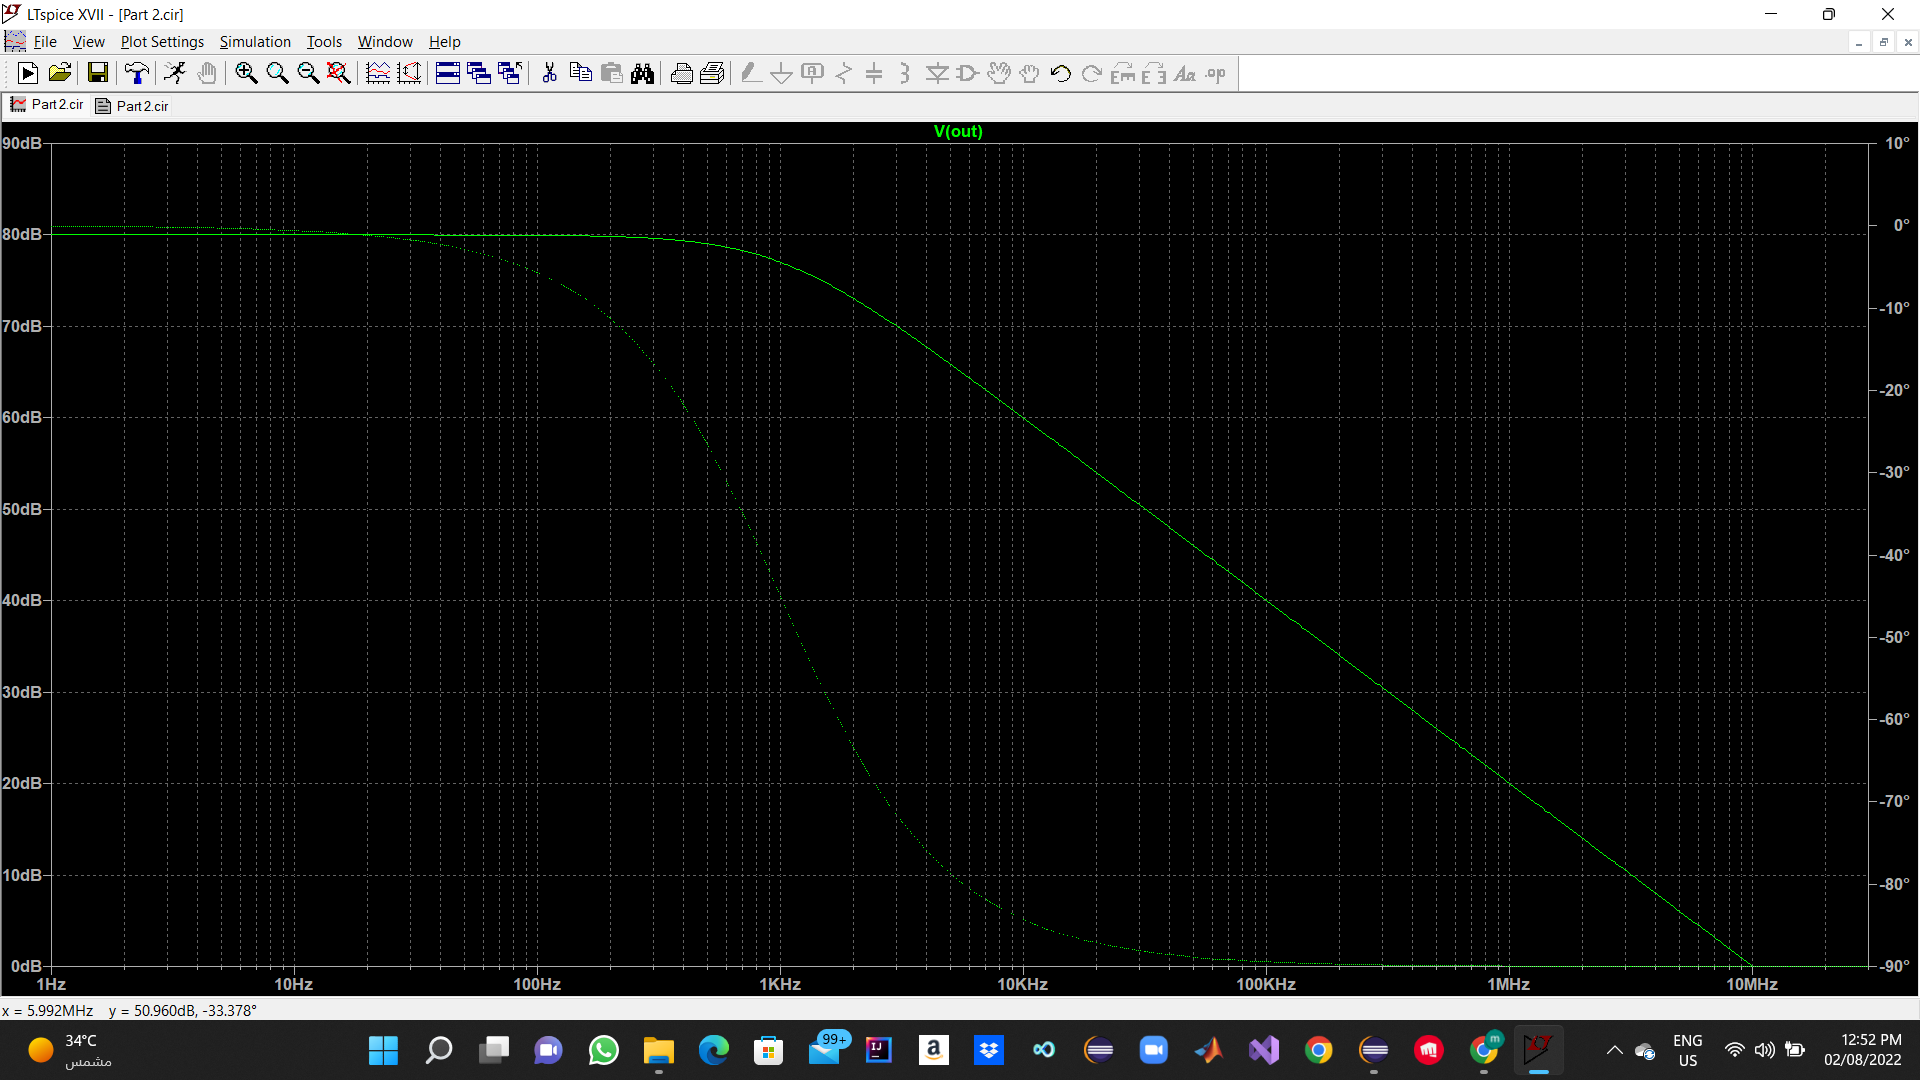 LTspice XVII - [Part 2.cir]
File View Plot Settings Simulation Tools Window Help
Part2.cir Part2.cir
V(out)
90dB
80dB
70dB
60dB
50dB
40dB
30dB
20dB
10dB
0dB
10°
0°
-10°
-20°
-30°
-40°
-50°
-60°
-70°
-80°
-90°
1Hz 10Hz 100Hz 1KHz 10KHz 100KHz 1MHz 10MHz
x = 5.992MHz y = 50.960dB, -33.378°
34°C
مشمس
99+
ENG
US
12:52 PM
02/08/2022